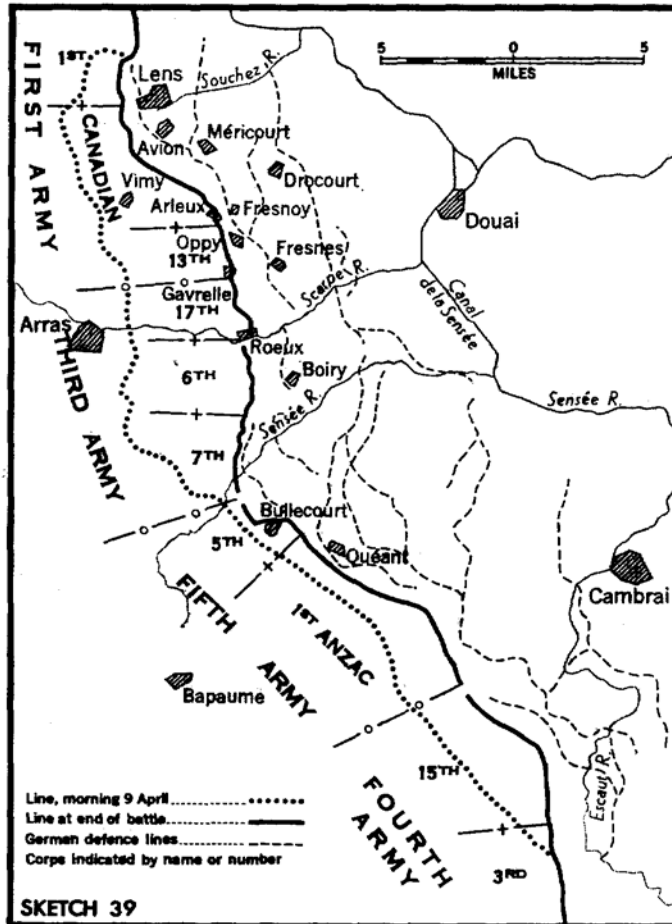 1ST
FIRST ARMY
CANADIAN
5 0 5
MILES
Lens
Souchez R.
Avion
Méricourt
Vimy
Drocourt
Arleux
Fresnoy
Douai
Oppy
13TH
Fresnes
Gavrelle
Scarpe R.
17TH
Canal
de la Sensée
Arras
Roeux
THIRD ARMY
6TH
Boiry
Sensée R.
Sensée R.
7TH
Bullecourt
5TH
Quéant
FIFTH ARMY
1ST ANZAC
Cambrai
Bapaume
15TH
Escaut R.
FOURTH ARMY
3RD
Line, morning 9 April
Line at end of battle
German defence lines
Corps indicated by name or number
SKETCH 39